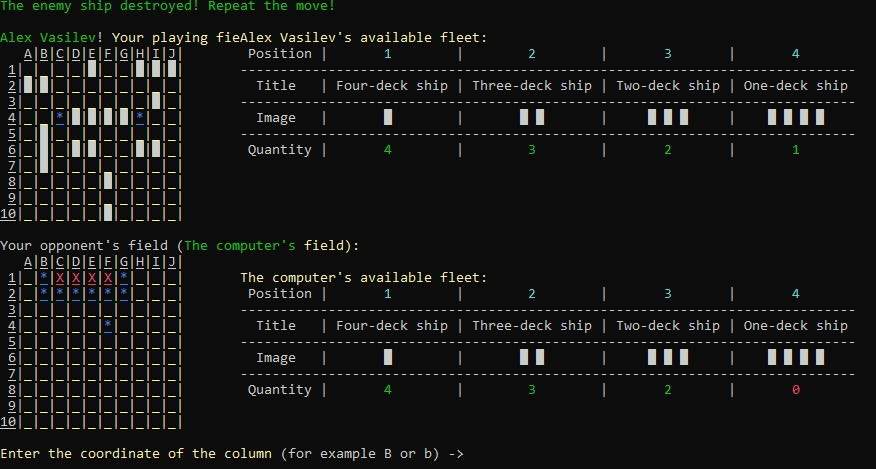 The enemy ship destroyed! Repeat the move!
Alex Vasilev! Your playing fieAlex Vasilev's available fleet:
A|B|C|D|E|F|G|H|I|J| Position | 1 | 2 | 3 | 4
1|_|_|_|_|█|_|_|█|█|█| ------------------------------------------------------------
2|█|█|_|_|_|_|_|_|_|_| Title | Four-deck ship | Three-deck ship | Two-deck ship | One-deck ship
3|_|_|_|_|_|_|_|_|█|_| ------------------------------------------------------------
4|_|_|*|█|█|█|█|*|_|_| Image | █ | █ █ | █ █ █ | █ █ █ █
5|_|█|_|_|_|_|_|_|_|_| ------------------------------------------------------------
6|_|█|_|█|█|_|_|█|█|_| Quantity | 4 | 3 | 2 | 1
7|_|█|_|_|_|_|_|_|_|_| ------------------------------------------------------------
8|_|_|_|_|_|█|_|_|_|_|
9|_|_|_|_|_|_|_|_|_|_|
10|_|_|_|_|_|█|_|_|_|_|
Your opponent's field (The computer's field):
A|B|C|D|E|F|G|H|I|J|
1|_|*|X|X|X|X|*|_|_|_| The computer's available fleet:
2|_|*|*|*|*|*|*|_|_|_| Position | 1 | 2 | 3 | 4
3|_|_|_|_|_|_|_|_|_|_| ------------------------------------------------------------
4|_|_|_|_|_|*|_|_|_|_| Title | Four-deck ship | Three-deck ship | Two-deck ship | One-deck ship
5|_|_|_|_|_|_|_|_|_|_| ------------------------------------------------------------
6|_|_|_|_|_|_|_|_|_|_| Image | █ | █ █ | █ █ █ | █ █ █ █
7|_|_|_|_|_|_|_|_|_|_| ------------------------------------------------------------
8|_|_|_|_|_|_|_|_|_|_| Quantity | 4 | 3 | 2 | 0
9|_|_|_|_|_|_|_|_|_|_| ------------------------------------------------------------
10|_|_|_|_|_|_|_|_|_|_|
Enter the coordinate of the column (for example B or b) ->